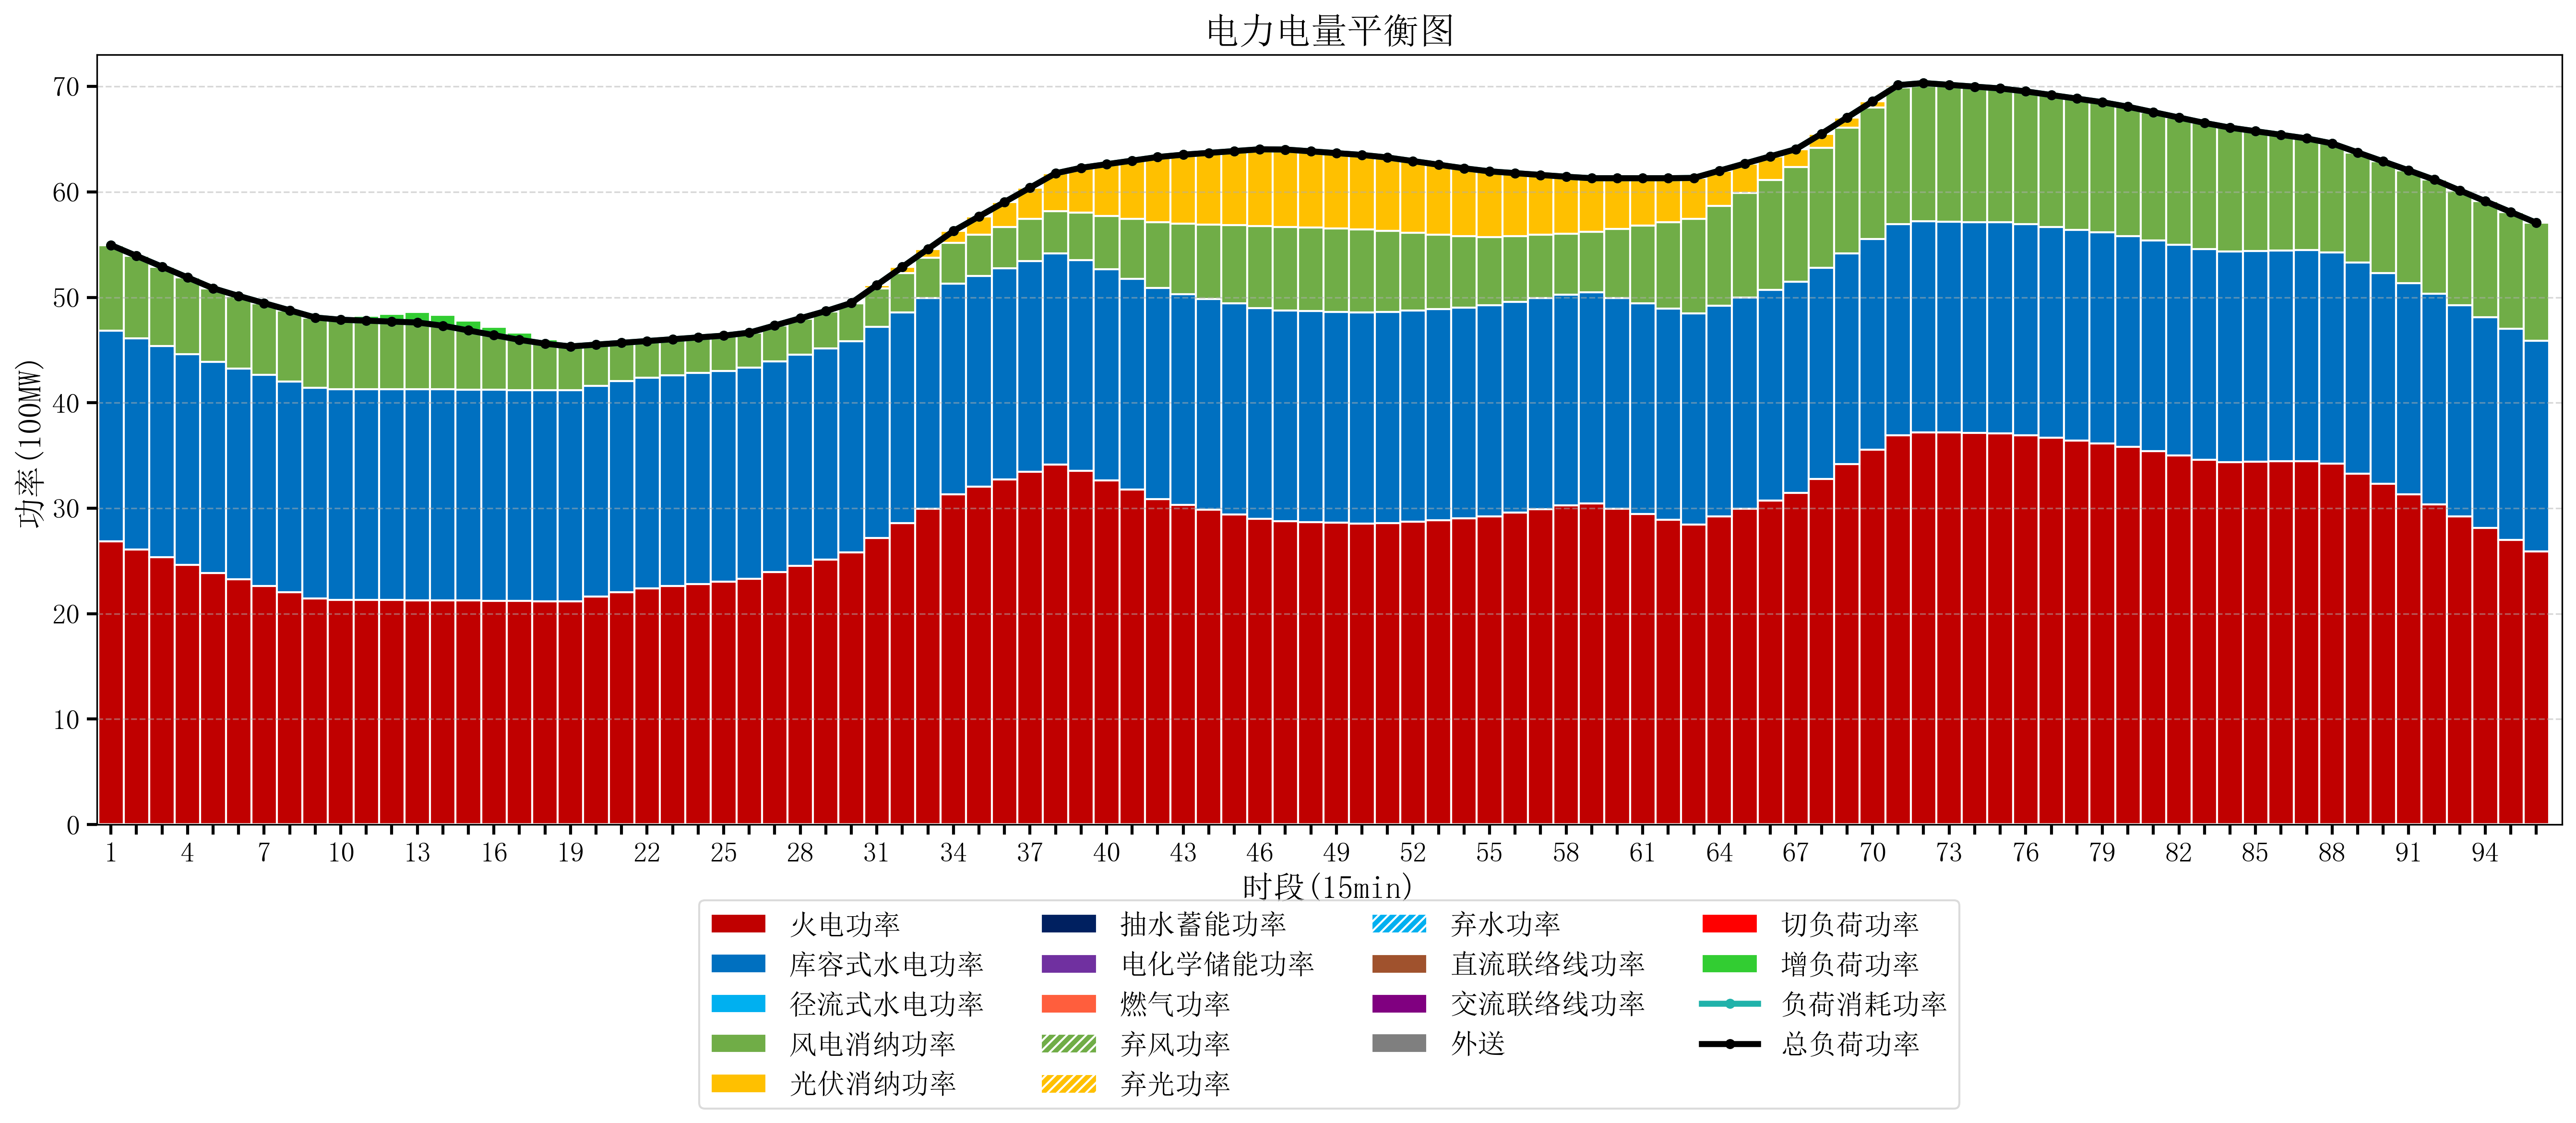 电力电量平衡图
功率(100MW)
70
60
50
40
30
20
10
0
1 4 7 10 13 16 19 22 25 28 31 34 37 40 43 46 49 52 55 58 61 64 67 70 73 76 79 82 85 88 91 94
时段(15min)
火电功率 抽水蓄能功率 弃水功率 切负荷功率
库容式水电功率 电化学储能功率 直流联络线功率 增负荷功率
径流式水电功率 燃气功率 交流联络线功率 负荷消耗功率
风电消纳功率 弃风功率 外送 总负荷功率
光伏消纳功率 弃光功率